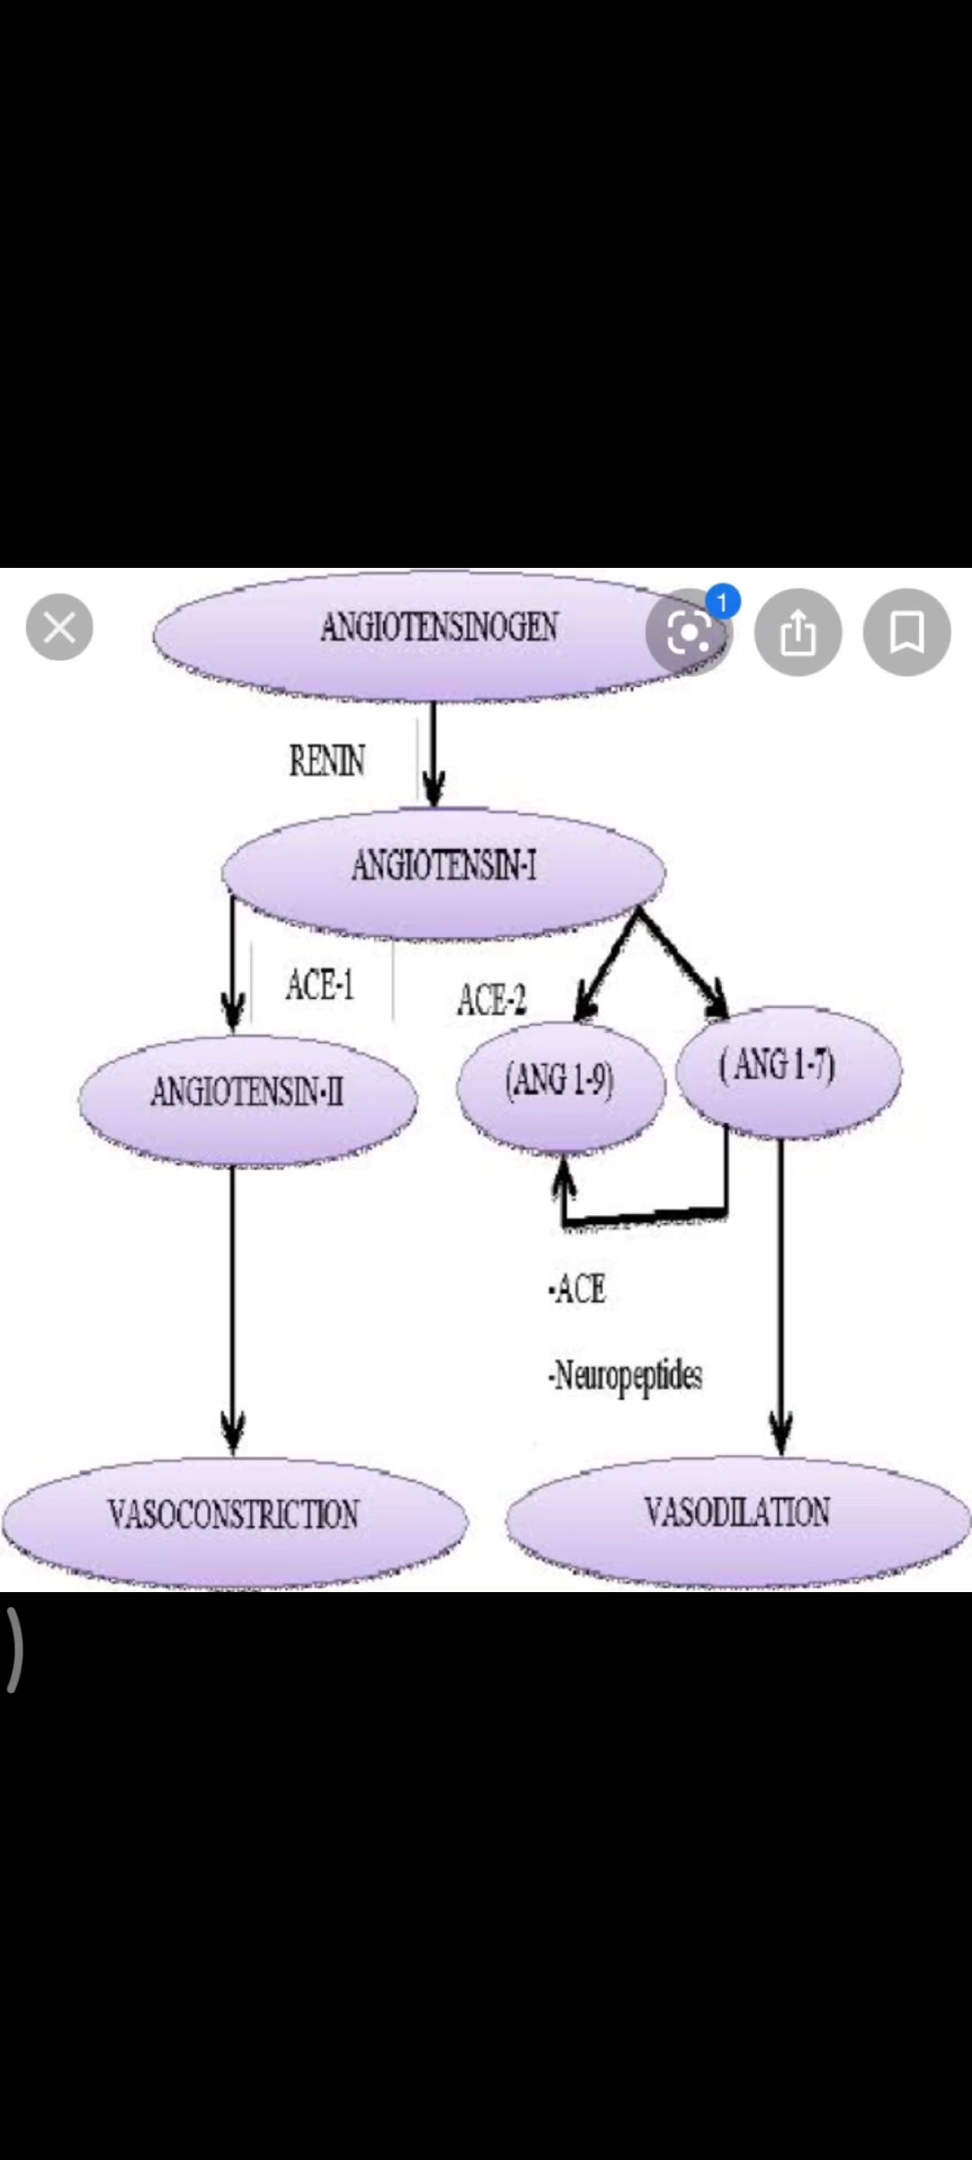 1
ANGIOTENSINOGEN
RENIN
ANGIOTENSIN-I
ACE-1
ACE-2
ANGIOTENSIN-II
(ANG 1-9)
( ANG 1-7)
-ACE
-Neuropeptides
VASOCONSTRICTION
VASODILATION